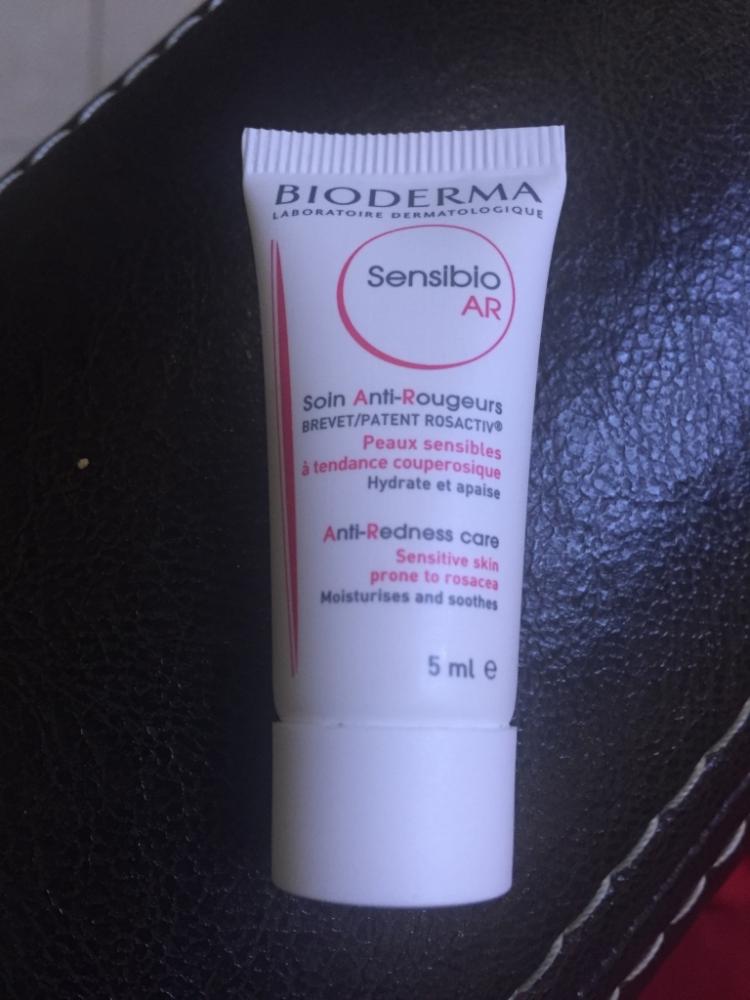 BIODERMA
LABORATOIRE DERMATOLOGIQUE
Sensibio
AR
Soin Anti-Rougeurs
BREVET/PATENT ROSACTIV®
Peaux sensibles
à tendance couperosique
Hydrate et apaise
Anti-Redness care
Sensitive skin
prone to rosacea
Moisturises and soothes
5 ml ℮